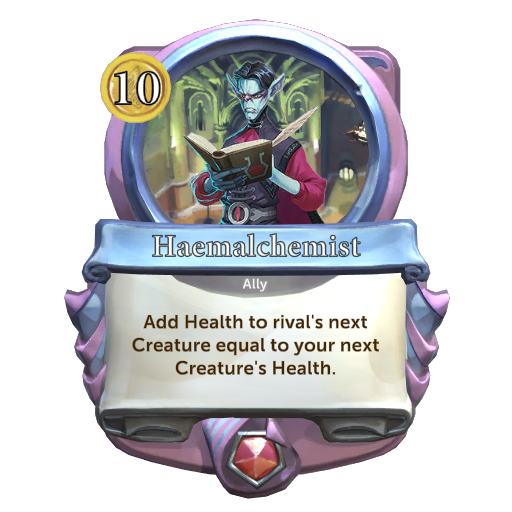 10
Haemalchemist
Ally
Add Health to rival's next
Creature equal to your next
Creature's Health.